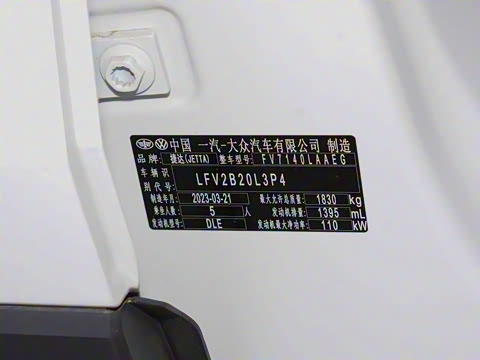 中国 一汽-大众汽车有限公司 制造
品牌: 捷达(JETTA) 整车型号: FV7140LAAEG
车辆识别代号: LFV2B20L3P4
制造年月: 2023-03-21 最大允许总质量: 1830 kg
乘坐人数: 5 人 发动机排量: 1395 mL
发动机型号: DLE 发动机最大净功率: 110 kW